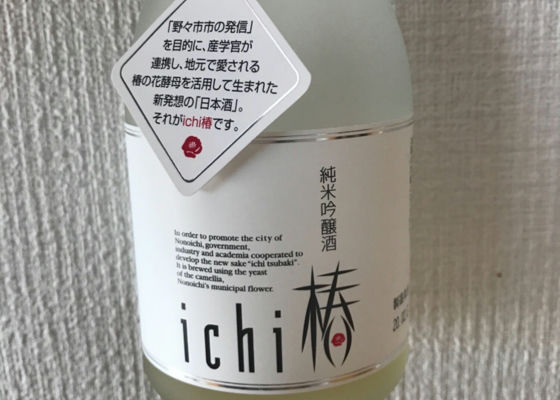 「野々市市の発信」
を目的に、産学官が
連携し、地元で愛される
椿の花酵母を活用して生まれた
新発想の「日本酒」。
それがichi椿です。
純米吟醸酒
In order to promote the city of
Nonoichi, government,
industry and academia cooperated to
develop the new sake "ichi tsubaki".
It is brewed using the yeast
of the camellia,
Nonoichi's municipal flower.
ichi椿